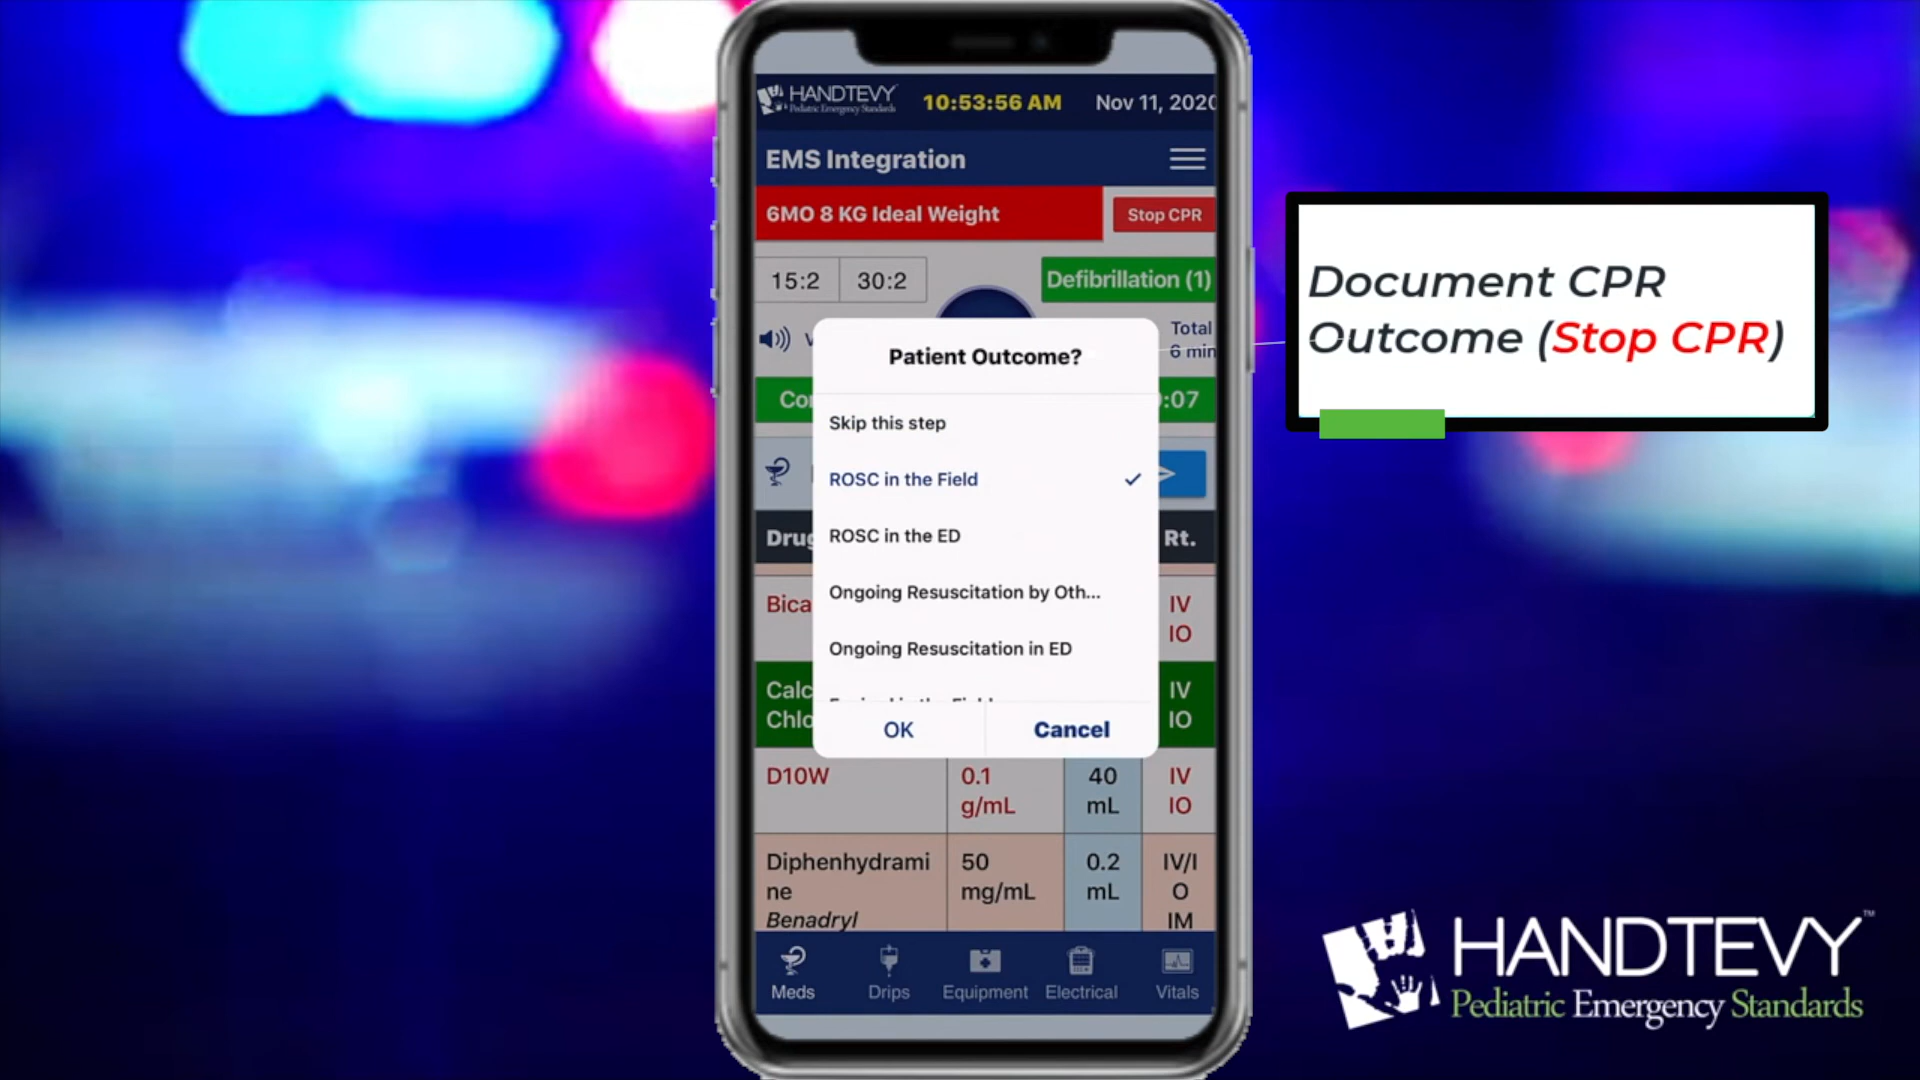 HANDTEVY
Pediatric Emergency Standards
10:53:56 AM
Nov 11, 2020
EMS Integration
6MO 8 KG Ideal Weight
Stop CPR
15:2
30:2
Defibrillation (1)
Total
6 min
:07
Patient Outcome?
Skip this step
ROSC in the Field
ROSC in the ED
Ongoing Resuscitation by Oth...
Ongoing Resuscitation in ED
OK
Cancel
Rt.
Bica
IV
IO
Calc
Chlo
IV
IO
D10W
0.1
g/mL
40
mL
IV
IO
Diphenhydrami
ne
Benadryl
50
mg/mL
0.2
mL
IV/I
O
IM
Meds
Drips
Equipment
Electrical
Vitals
Document CPR
Outcome (Stop CPR)
HANDTEVY™
Pediatric Emergency Standards